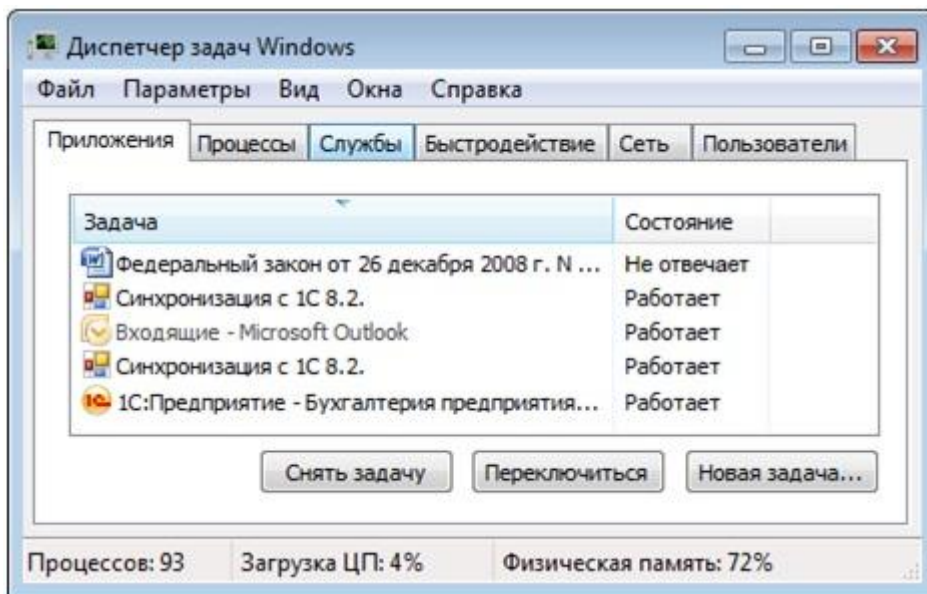 Диспетчер задач Windows
Файл Параметры Вид Окна Справка
Приложения Процессы Службы Быстродействие Сеть Пользователи
Задача Состояние
Федеральный закон от 26 декабря 2008 г. N ... Не отвечает
Синхронизация с 1С 8.2. Работает
Входящие - Microsoft Outlook Работает
Синхронизация с 1С 8.2. Работает
1С:Предприятие - Бухгалтерия предприятия... Работает
Снять задачу Переключиться Новая задача...
Процессов: 93 Загрузка ЦП: 4% Физическая память: 72%